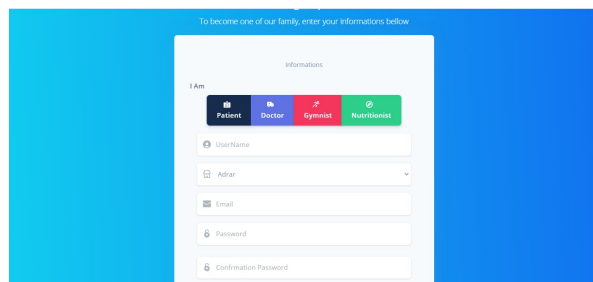 To become one of our family, enter your informations bellow
Informations
I Am
Patient Doctor Gymnist Nutritionist
UserName
Adrar
Email
Password
Confrmation Password